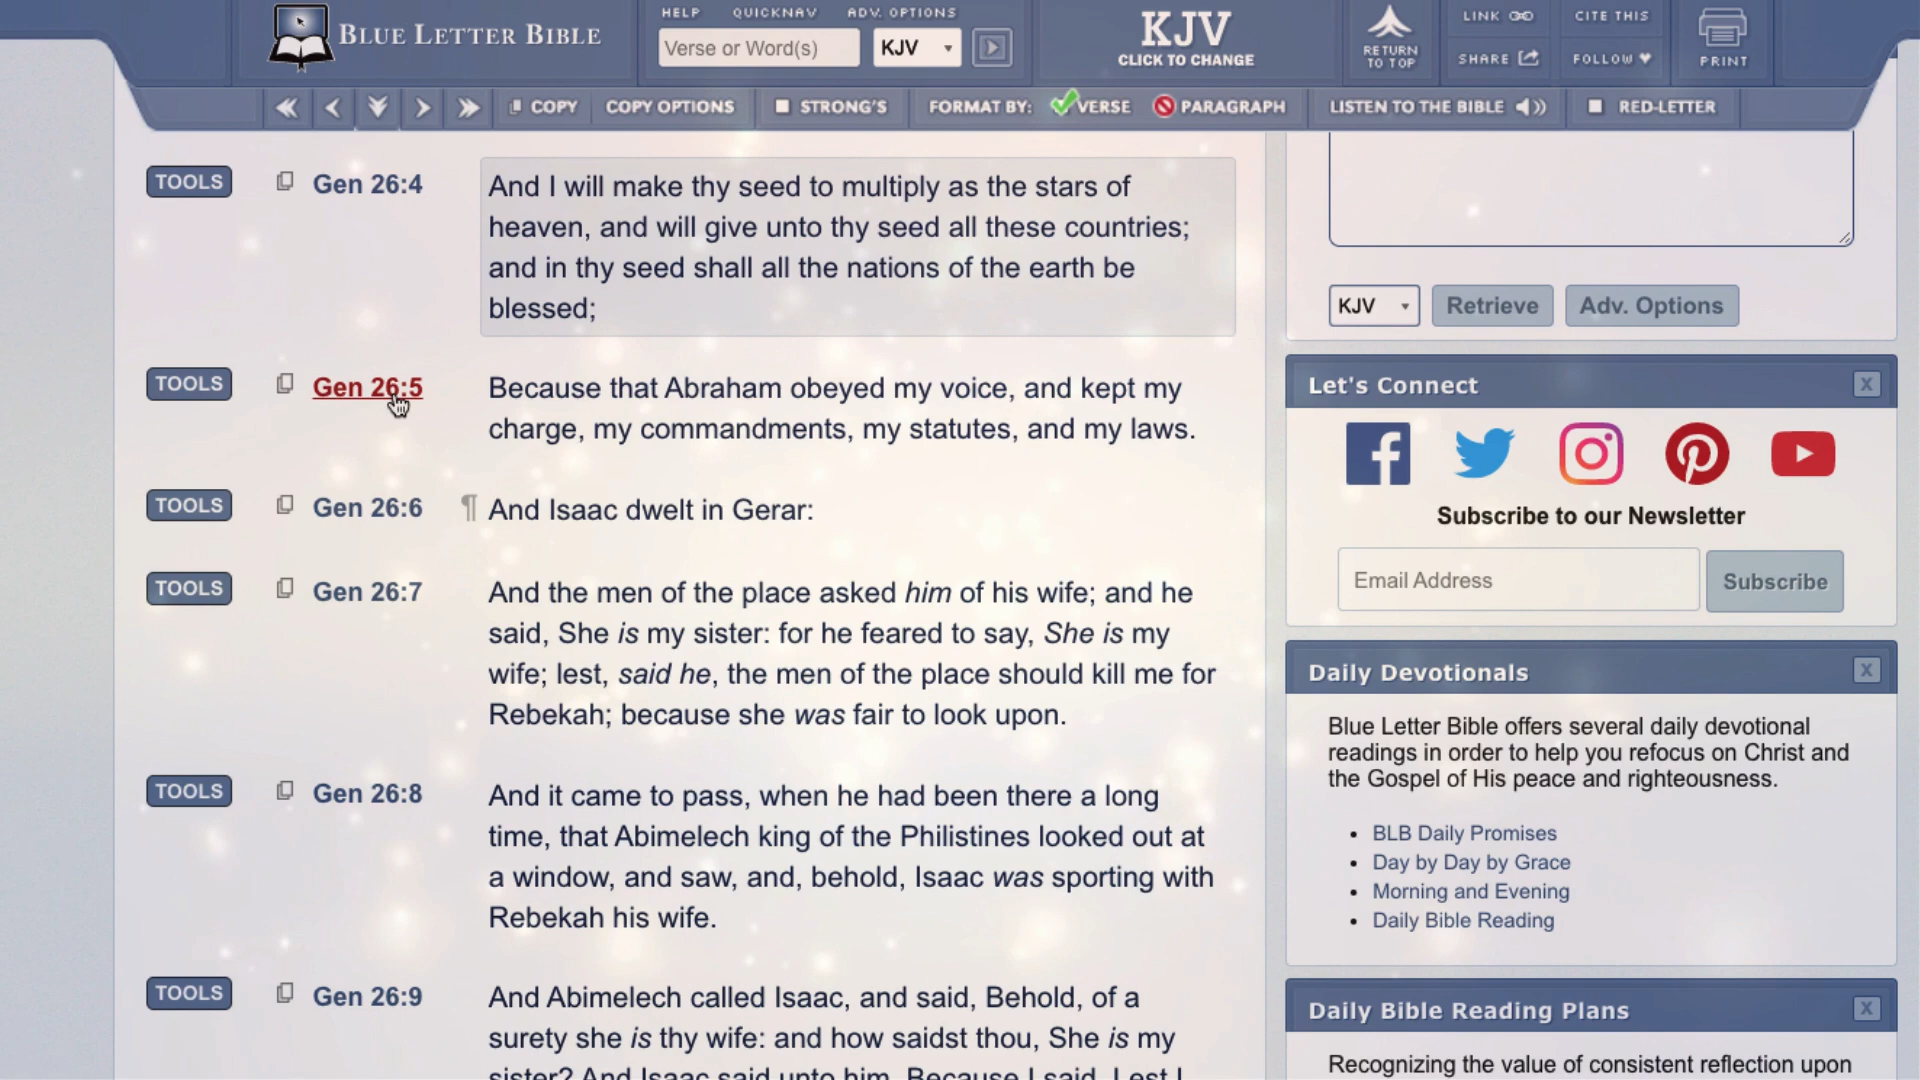 HELP QUICKNAV ADV. OPTIONS
BLUE LETTER BIBLE
Verse or Word(s)
KJV
KJV
CLICK TO CHANGE
RETURN
TO TOP
LINK
CITE THIS
SHARE
FOLLOW
PRINT
COPY COPY OPTIONS STRONG'S FORMAT BY: VERSE PARAGRAPH LISTEN TO THE BIBLE RED-LETTER
TOOLS Gen 26:4 And I will make thy seed to multiply as the stars of
heaven, and will give unto thy seed all these countries;
and in thy seed shall all the nations of the earth be
blessed;
TOOLS Gen 26:5 Because that Abraham obeyed my voice, and kept my
charge, my commandments, my statutes, and my laws.
TOOLS Gen 26:6 ¶ And Isaac dwelt in Gerar:
TOOLS Gen 26:7 And the men of the place asked him of his wife; and he
said, She is my sister: for he feared to say, She is my
wife; lest, said he, the men of the place should kill me for
Rebekah; because she was fair to look upon.
TOOLS Gen 26:8 And it came to pass, when he had been there a long
time, that Abimelech king of the Philistines looked out at
a window, and saw, and, behold, Isaac was sporting with
Rebekah his wife.
TOOLS Gen 26:9 And Abimelech called Isaac, and said, Behold, of a
surety she is thy wife: and how saidst thou, She is my
sister? And Isaac said unto him, Because I said, Lest I
KJV Retrieve Adv. Options
Let's Connect X
Subscribe to our Newsletter
Email Address Subscribe
Daily Devotionals X
Blue Letter Bible offers several daily devotional
readings in order to help you refocus on Christ and
the Gospel of His peace and righteousness.
• BLB Daily Promises
• Day by Day by Grace
• Morning and Evening
• Daily Bible Reading
Daily Bible Reading Plans X
Recognizing the value of consistent reflection upon